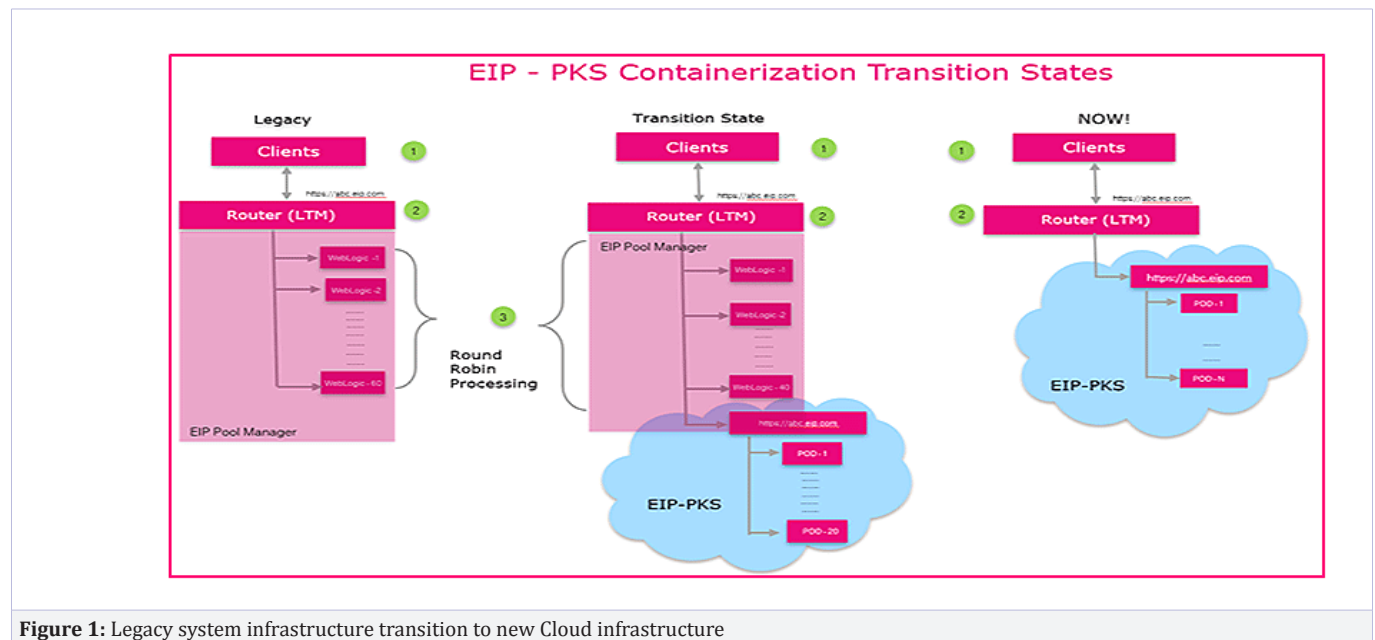 EIP - PKS Containerization Transition States
Legacy
Clients
1
https://abc.eip.com
Router (LTM)
2
WebLogic -1
WebLogic -2
WebLogic - 60
EIP Pool Manager
3
Round
Robin
Processing
Transition State
Clients
1
https://abc.eip.com
Router (LTM)
2
EIP Pool Manager
WebLogic -1
WebLogic -2
WebLogic - 40
https://abc.eip.com
POD-1
EIP-PKS
POD-20
NOW!
1
Clients
https://abc.eip.com
2
Router (LTM)
https://abc.eip.com
POD-1
EIP-PKS
POD-N
Figure 1: Legacy system infrastructure transition to new Cloud infrastructure